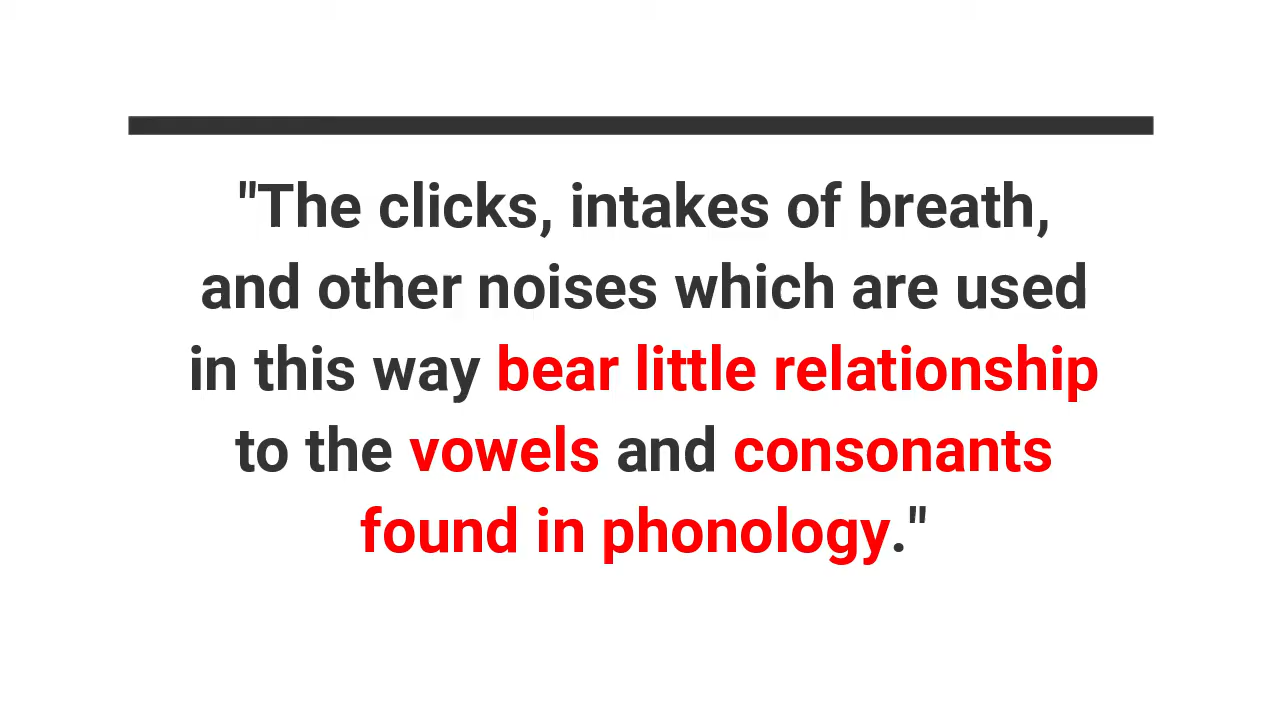 "The clicks, intakes of breath,
and other noises which are used
in this way bear little relationship
to the vowels and consonants
found in phonology."